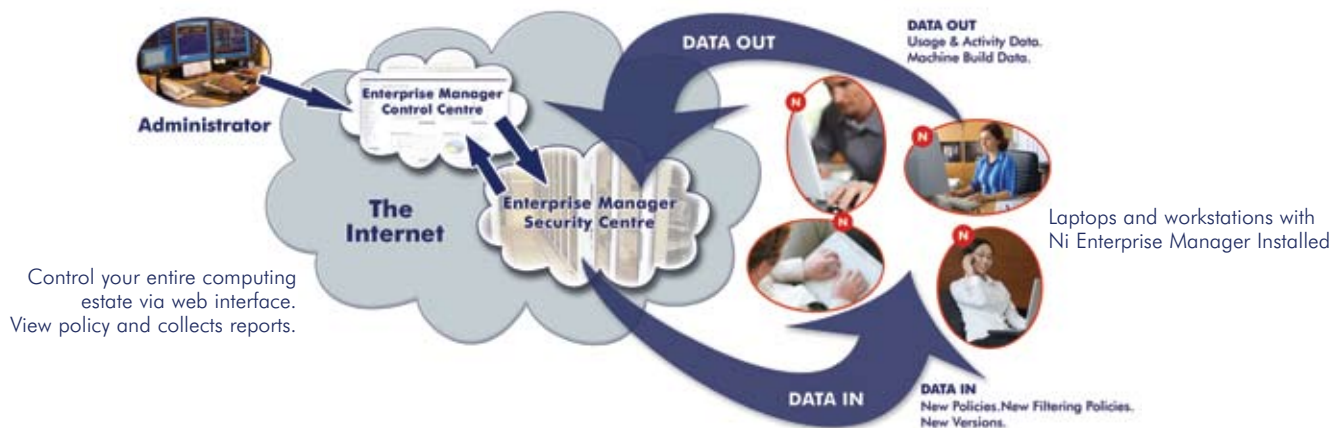 DATA OUT
DATA OUT
Usage & Activity Data.
Machine Build Data.
Enterprise Manager
Control Centre
Administrator
N
N
N
N
The
Internet
Enterprise Manager
Security Centre
Laptops and workstations with
Ni Enterprise Manager Installed
Control your entire computing
estate via web interface.
View policy and collects reports.
DATA IN
DATA IN
New Policies.New Filtering Policies.
New Versions.